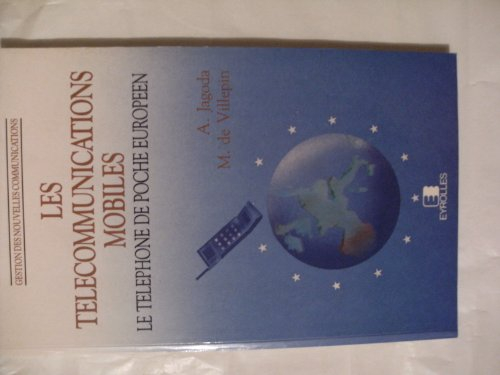 GESTION DES NOUVELLES COMMUNICATIONS
LES
TELECOMMUNICATIONS
MOBILES
LE TELEPHONE DE POCHE EUROPEEN
A. Jagoda
M. de Villepin
E
EYROLLES